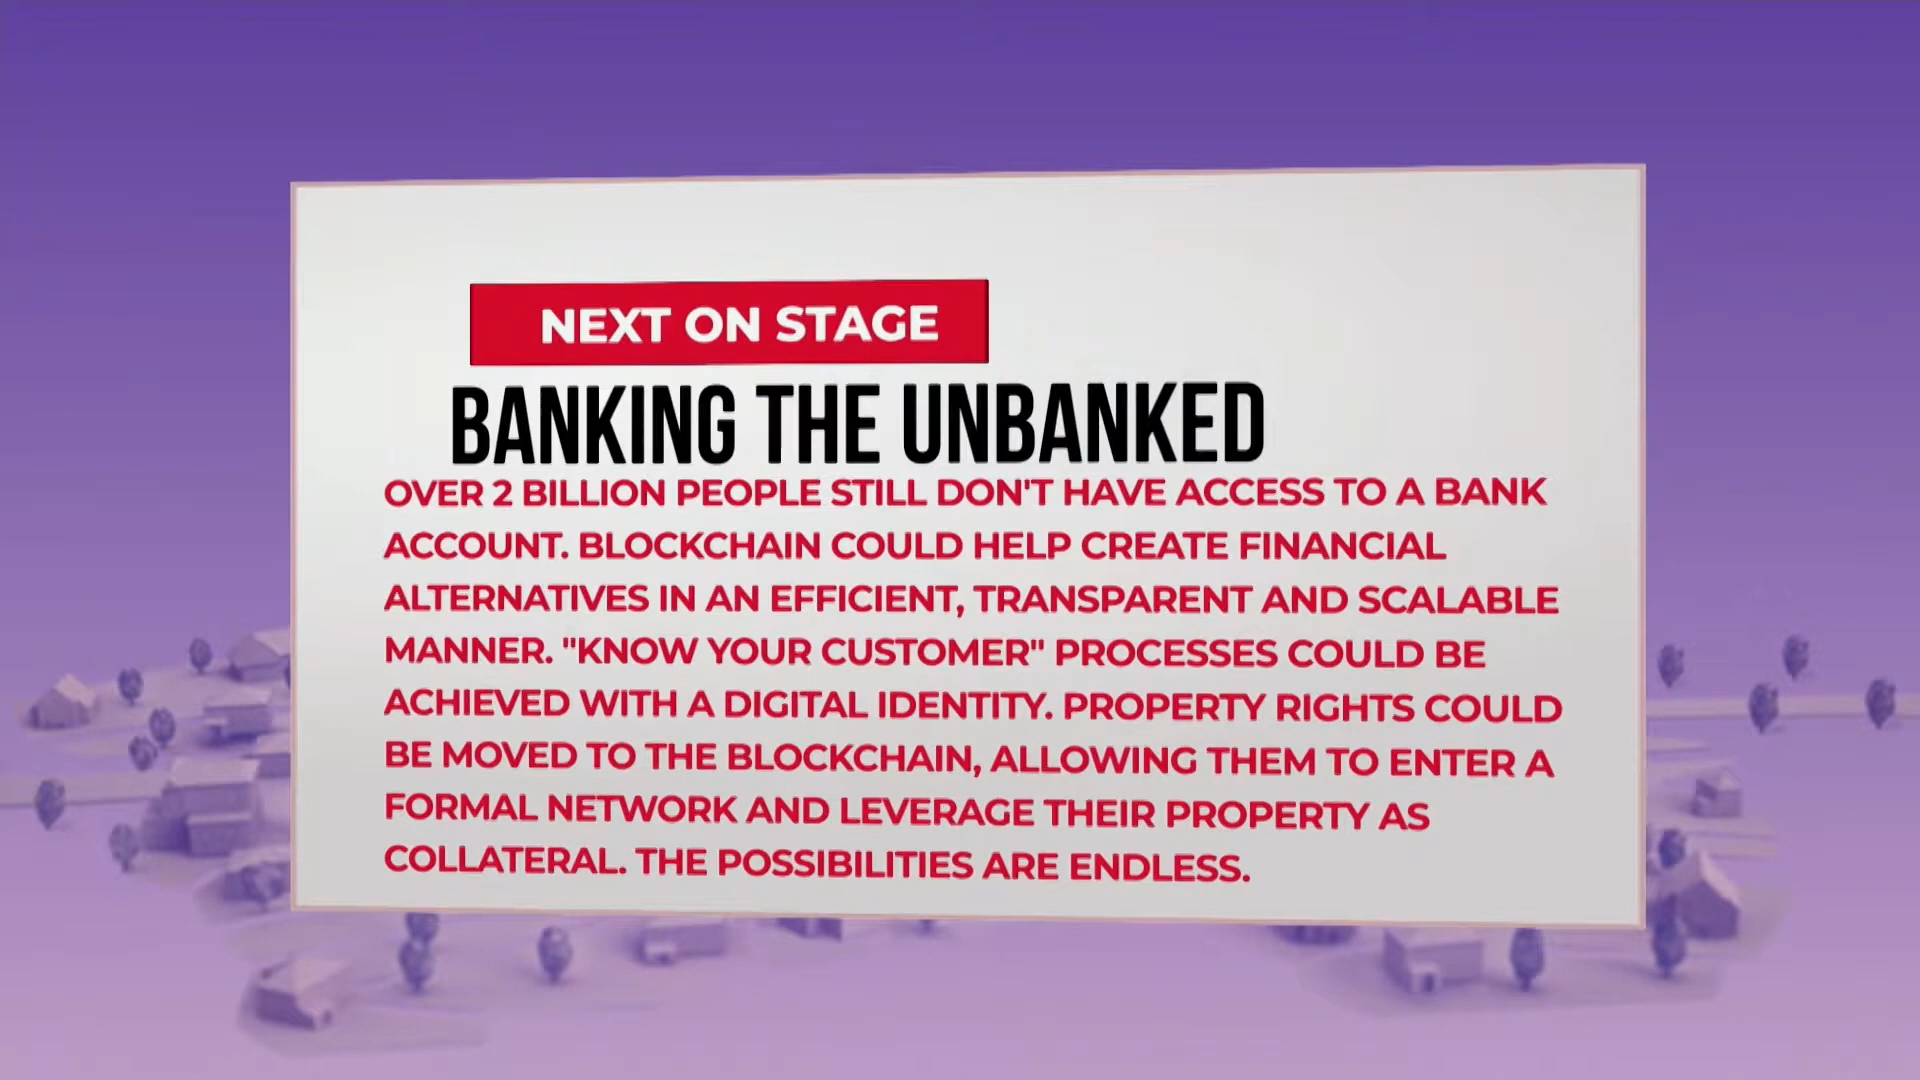 NEXT ON STAGE
BANKING THE UNBANKED
OVER 2 BILLION PEOPLE STILL DON'T HAVE ACCESS TO A BANK
ACCOUNT. BLOCKCHAIN COULD HELP CREATE FINANCIAL
ALTERNATIVES IN AN EFFICIENT, TRANSPARENT AND SCALABLE
MANNER. "KNOW YOUR CUSTOMER" PROCESSES COULD BE
ACHIEVED WITH A DIGITAL IDENTITY. PROPERTY RIGHTS COULD
BE MOVED TO THE BLOCKCHAIN, ALLOWING THEM TO ENTER A
FORMAL NETWORK AND LEVERAGE THEIR PROPERTY AS
COLLATERAL. THE POSSIBILITIES ARE ENDLESS.